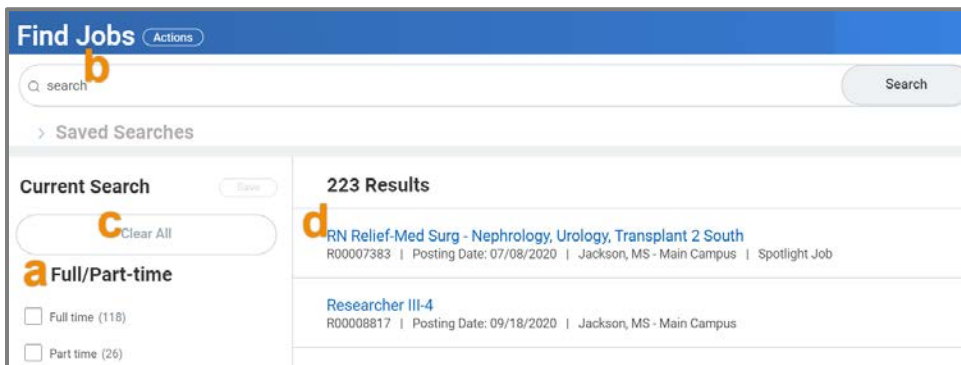 Find Jobs Actions
b
search Search
> Saved Searches
Current Search Save
c Clear All
a Full/Part-time
Full time (118)
Part time (26)
223 Results
d RN Relief-Med Surg - Nephrology, Urology, Transplant 2 South
R00007383 | Posting Date: 07/08/2020 | Jackson, MS - Main Campus | Spotlight Job
Researcher III-4
R00008817 | Posting Date: 09/18/2020 | Jackson, MS - Main Campus